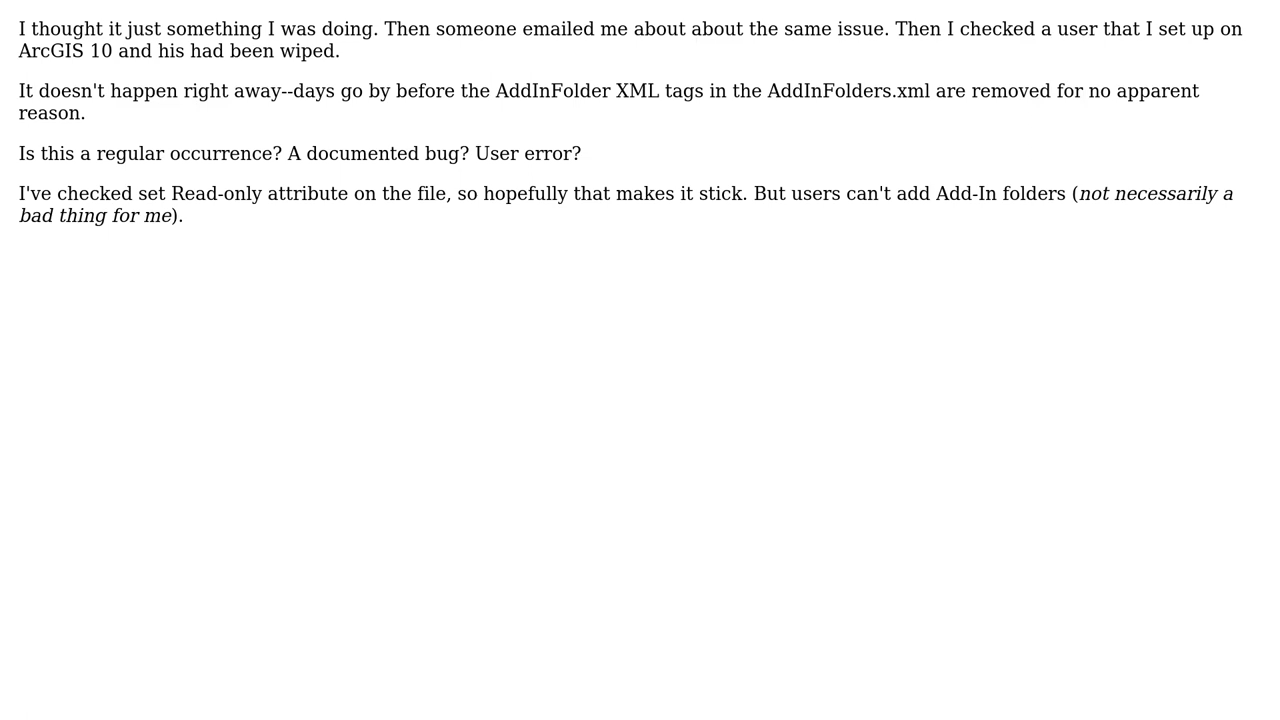 I thought it just something I was doing. Then someone emailed me about about the same issue. Then I checked a user that I set up on
ArcGIS 10 and his had been wiped.
It doesn't happen right away--days go by before the AddInFolder XML tags in the AddInFolders.xml are removed for no apparent
reason.
Is this a regular occurrence? A documented bug? User error?
I've checked set Read-only attribute on the file, so hopefully that makes it stick. But users can't add Add-In folders (not necessarily a
bad thing for me).